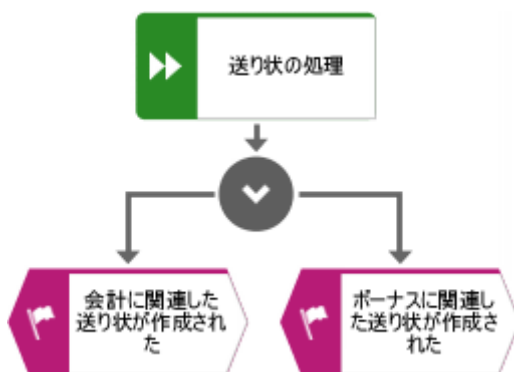 送り状の処理
会計に関連した
送り状が作成され
た
ボーナスに関連し
た送り状が作成さ
れた